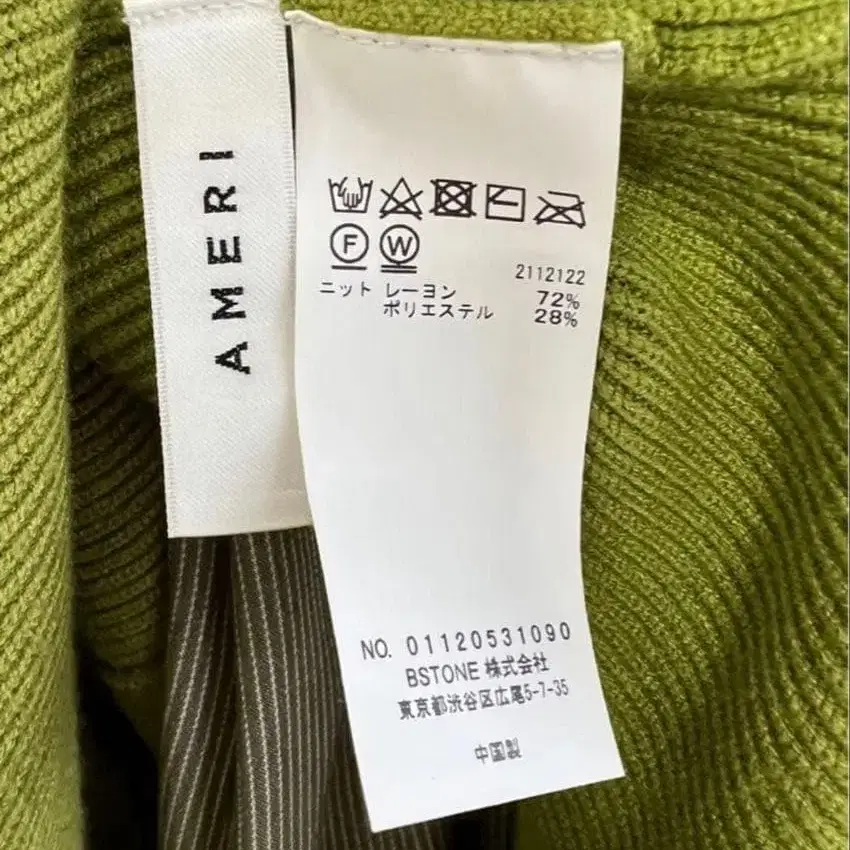 AMERI
F W
2112122
ニット レーヨン 72%
ポリエステル 28%
NO. 01120531090
BSTONE 株式会社
東京都渋谷区広尾5-7-35
中国製